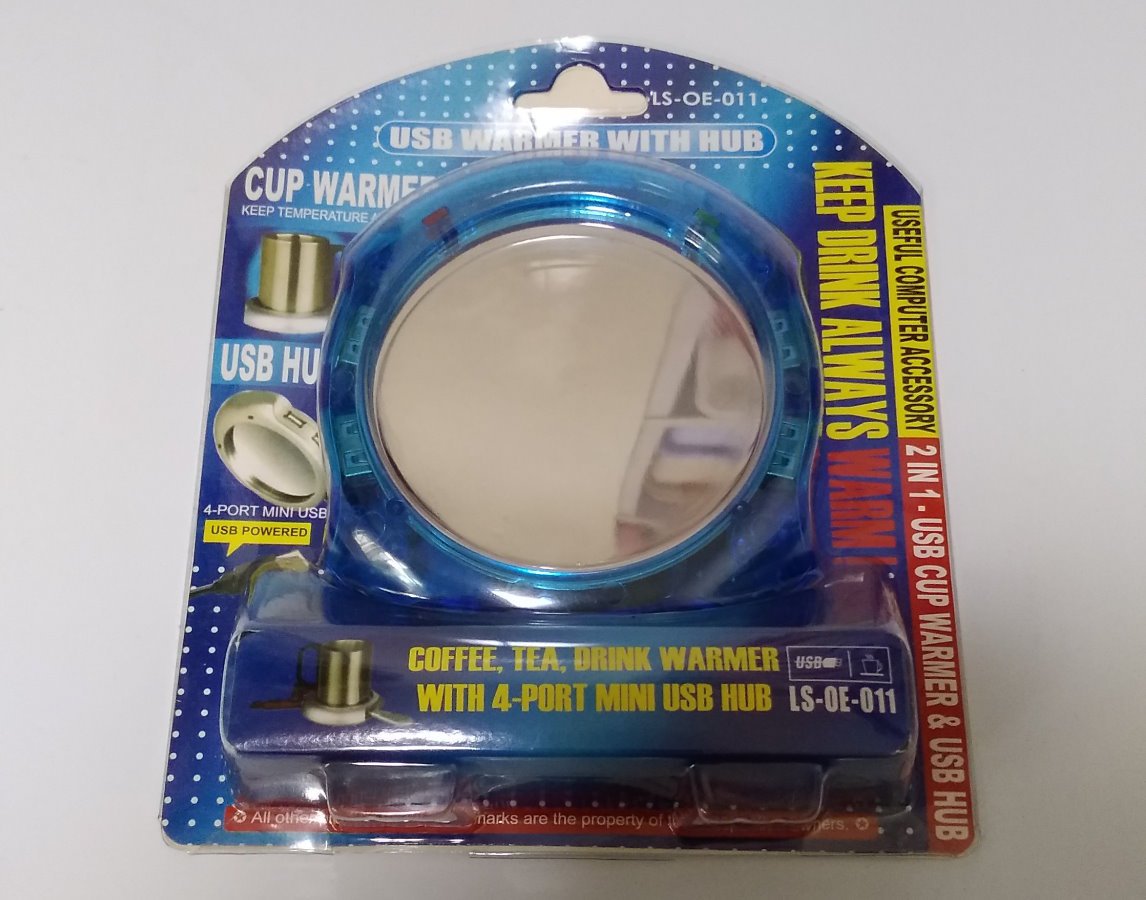 LS-OE-011
USB WARMER WITH HUB
CUP WARMER
KEEP TEMPERATURE
USB HU
4-PORT MINI USB
USB POWERED
KEEP DRINK ALWAYS WARM !
USEFUL COMPUTER ACCESSORY
2 IN 1 - USB CUP WARMER & USB HUB
COFFEE, TEA, DRINK WARMER
WITH 4-PORT MINI USB HUB
USB
LS-OE-011
All other marks are the property of